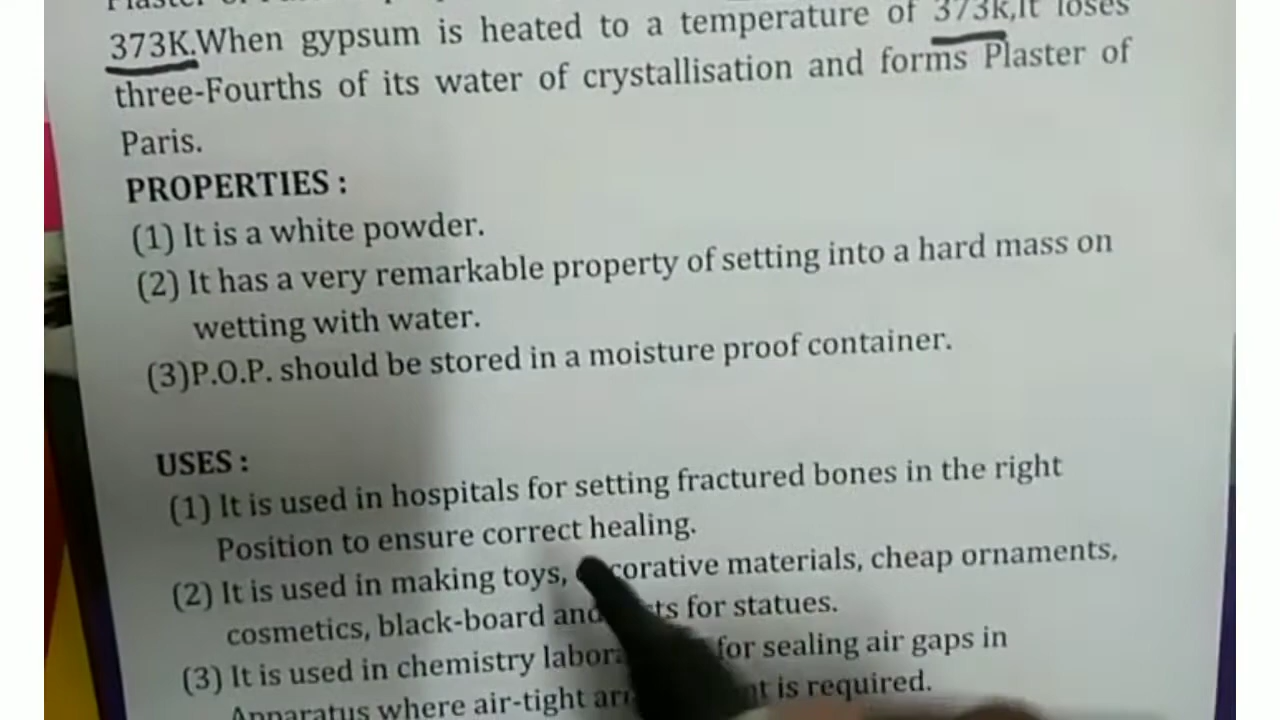 373K.When gypsum is heated to a temperature of 373k,it loses
three-Fourths of its water of crystallisation and forms Plaster of
Paris.
PROPERTIES :
(1) It is a white powder.
(2) It has a very remarkable property of setting into a hard mass on
wetting with water.
(3)P.O.P. should be stored in a moisture proof container.
USES :
(1) It is used in hospitals for setting fractured bones in the right
Position to ensure correct healing.
(2) It is used in making toys, materials, cheap ornaments,
cosmetics, black-board and for statues.
(3) It is used in chemistry for sealing air gaps in
Apparatus where air-tight is required.